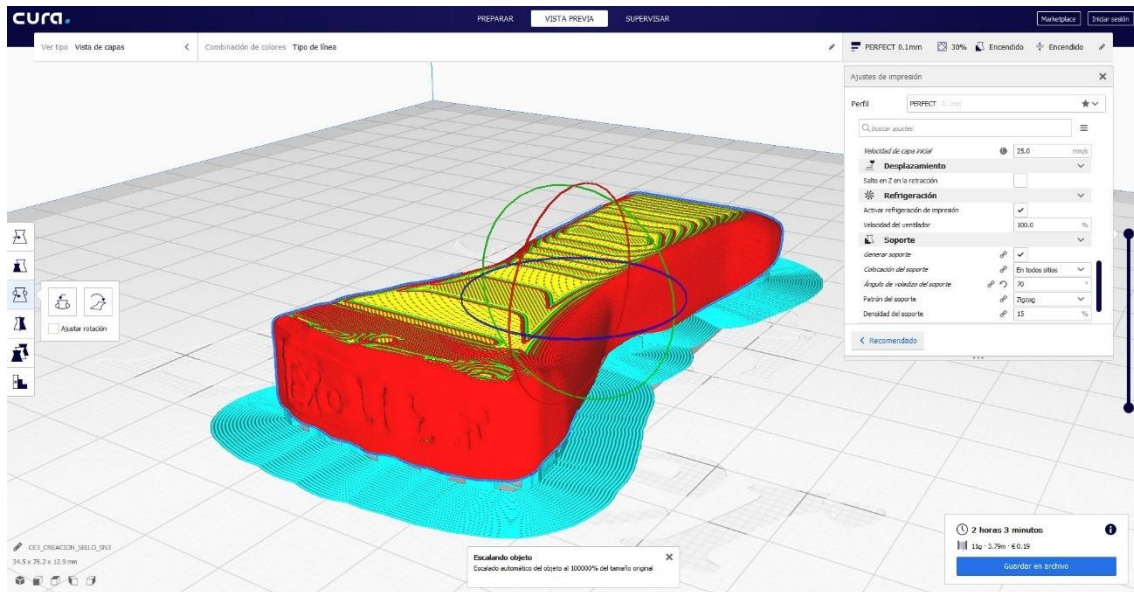 cura.
PREPARAR VISTA PREVIA SUPERVISAR
Marketplace Iniciar sesión
Ver tipo Vista de capas
Combinación de colores Tipo de línea
PERFECT 0.1mm 30% Encendido Encendido
Ajustes de impresión
Perfil PERFECT
buscar ajustes
Velocidad de capa inicial 25.0 mm/s
Desplazamiento
Salto en Z en la retracción
Refrigeración
Activar refrigeración de impresión
Velocidad del ventilador 100.0 %
Soporte
Generar soporte
Colocación del soporte En todos sitios
Ángulo de voladizo del soporte 70 °
Patrón del soporte Zigzag
Densidad del soporte 15 %
Recomendado
Ajustar rotación
CE3_CREACION_SELLO_SN3
34.5 x 78.2 x 12.9 mm
Escalando objeto
Escalado automático del objeto al 100000% del tamaño original
2 horas 3 minutos
11g · 3.79m · € 0.19
Guardar en archivo